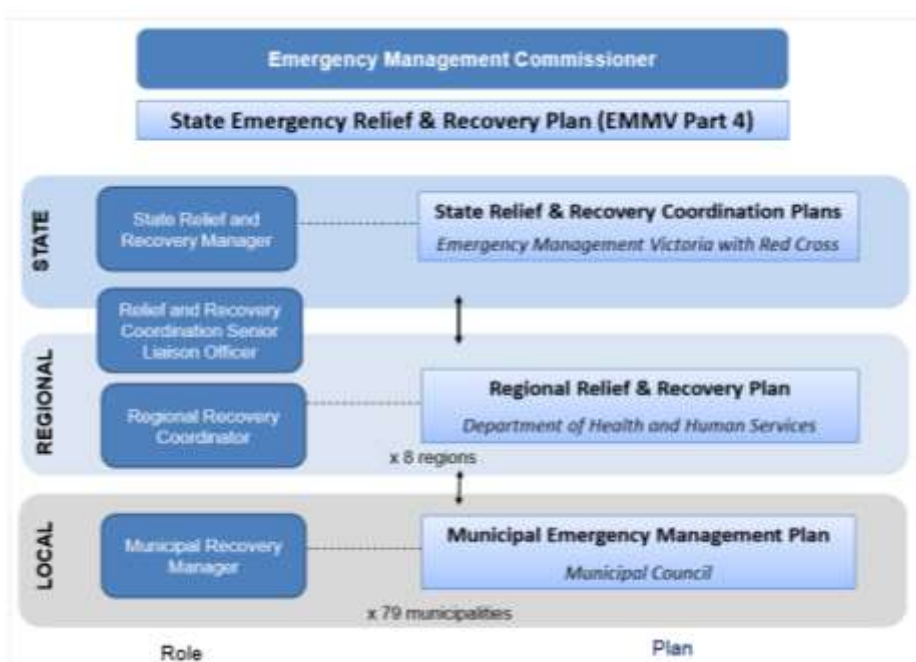 Emergency Management Commissioner
State Emergency Relief & Recovery Plan (EMMV Part 4)
STATE
State Relief and
Recovery Manager
State Relief & Recovery Coordination Plans
Emergency Management Victoria with Red Cross
Relief and Recovery
Coordination Senior
Liaison Officer
REGIONAL
Regional Recovery
Coordinator
Regional Relief & Recovery Plan
Department of Health and Human Services
x 8 regions
LOCAL
Municipal Recovery
Manager
Municipal Emergency Management Plan
Municipal Council
x 79 municipalities
Role
Plan